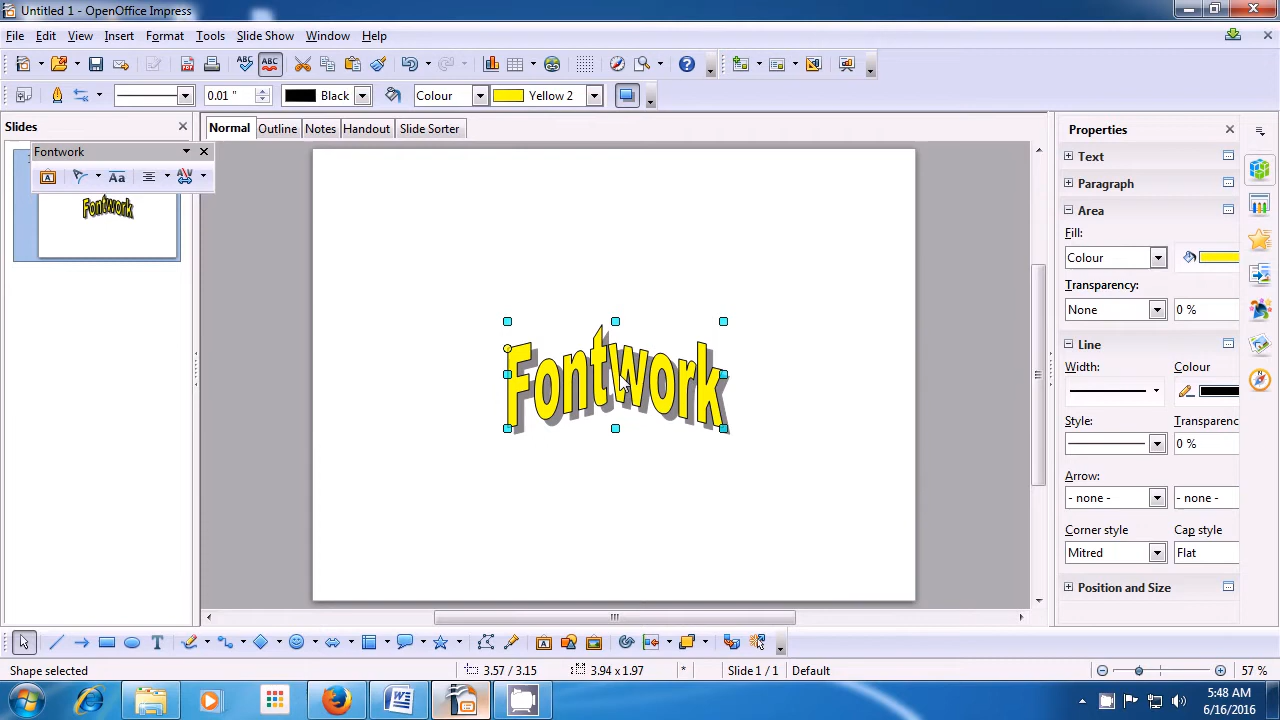 Untitled 1 - OpenOffice Impress
File Edit View Insert Format Tools Slide Show Window Help
0.01 " Black Colour Yellow 2
Slides
Normal Outline Notes Handout Slide Sorter
Properties
Fontwork
Text
Paragraph
Area
Fill:
Colour
Transparency:
None 0 %
Line
Width: Colour
Style: Transparenc
0 %
Arrow:
- none - - none -
Corner style Cap style
Mitred Flat
Position and Size
Fontwork
Fontwork
Shape selected 3.57 / 3.15 3.94 x 1.97 * Slide 1 / 1 Default 57 %
5:48 AM
6/16/2016